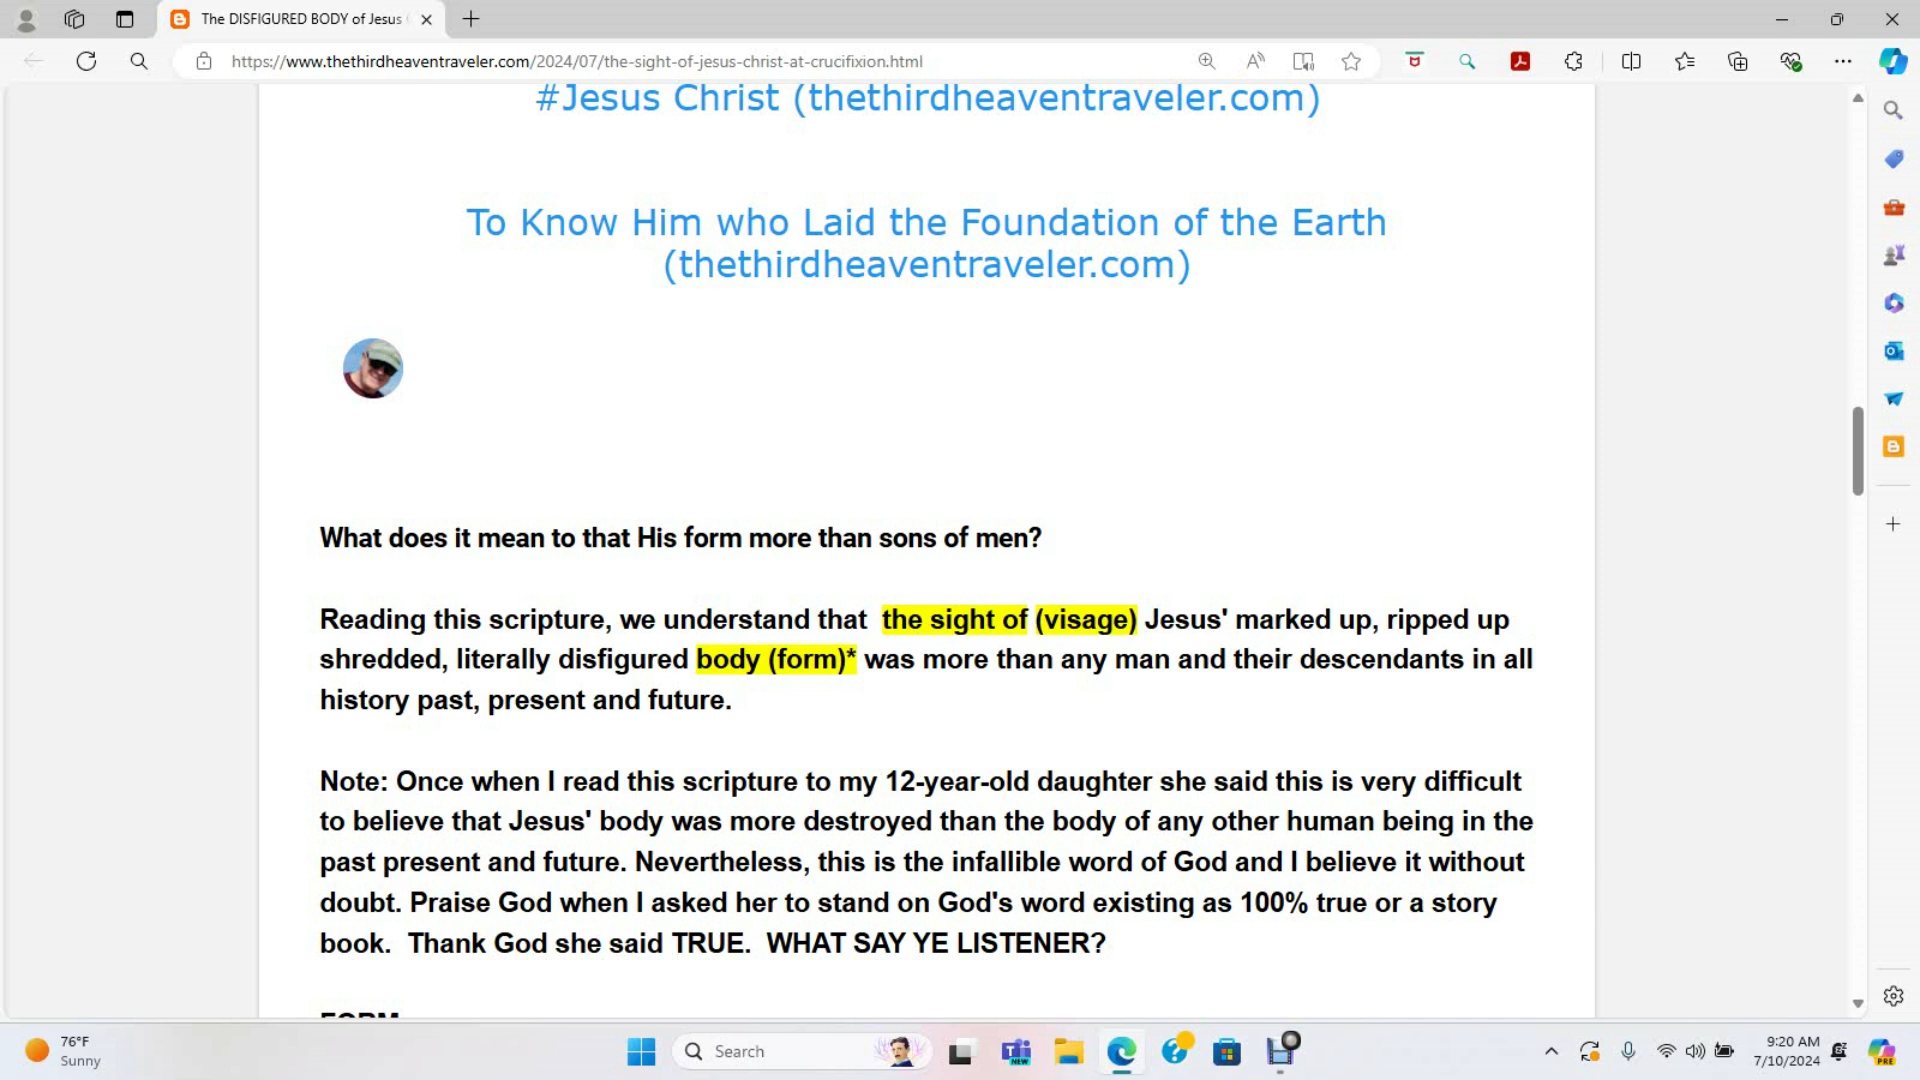 The DISFIGURED BODY of Jesus
https://www.thethirdheaventraveler.com/2024/07/the-sight-of-jesus-christ-at-crucifixion.html
#Jesus Christ (thethirdheaventraveler.com)
To Know Him who Laid the Foundation of the Earth
(thethirdheaventraveler.com)
What does it mean to that His form more than sons of men?
Reading this scripture, we understand that the sight of (visage) Jesus' marked up, ripped up
shredded, literally disfigured body (form)* was more than any man and their descendants in all
history past, present and future.
Note: Once when I read this scripture to my 12-year-old daughter she said this is very difficult
to believe that Jesus' body was more destroyed than the body of any other human being in the
past present and future. Nevertheless, this is the infallible word of God and I believe it without
doubt. Praise God when I asked her to stand on God's word existing as 100% true or a story
book. Thank God she said TRUE. WHAT SAY YE LISTENER?
FORM
76°F
Sunny
Search
NEW
9:20 AM
7/10/2024
PRE